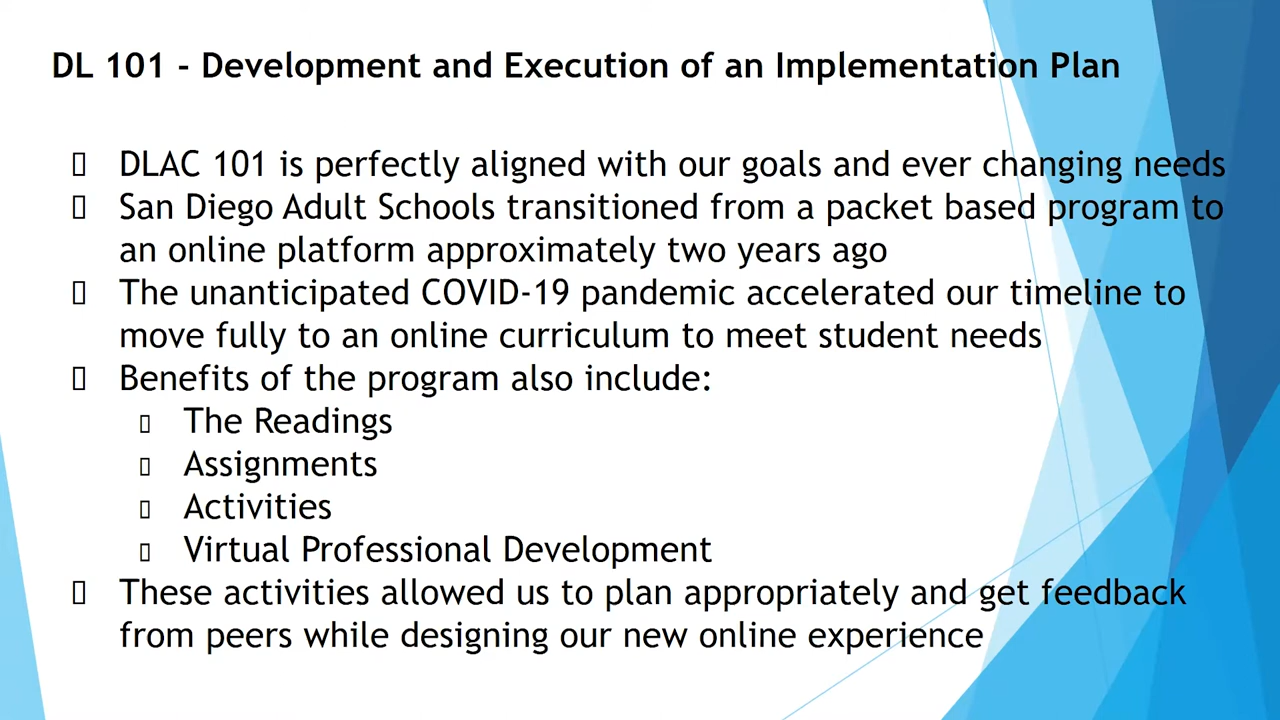 DL 101 - Development and Execution of an Implementation Plan
DLAC 101 is perfectly aligned with our goals and ever changing needs
San Diego Adult Schools transitioned from a packet based program to
an online platform approximately two years ago
The unanticipated COVID-19 pandemic accelerated our timeline to
move fully to an online curriculum to meet student needs
Benefits of the program also include:
The Readings
Assignments
Activities
Virtual Professional Development
These activities allowed us to plan appropriately and get feedback
from peers while designing our new online experience